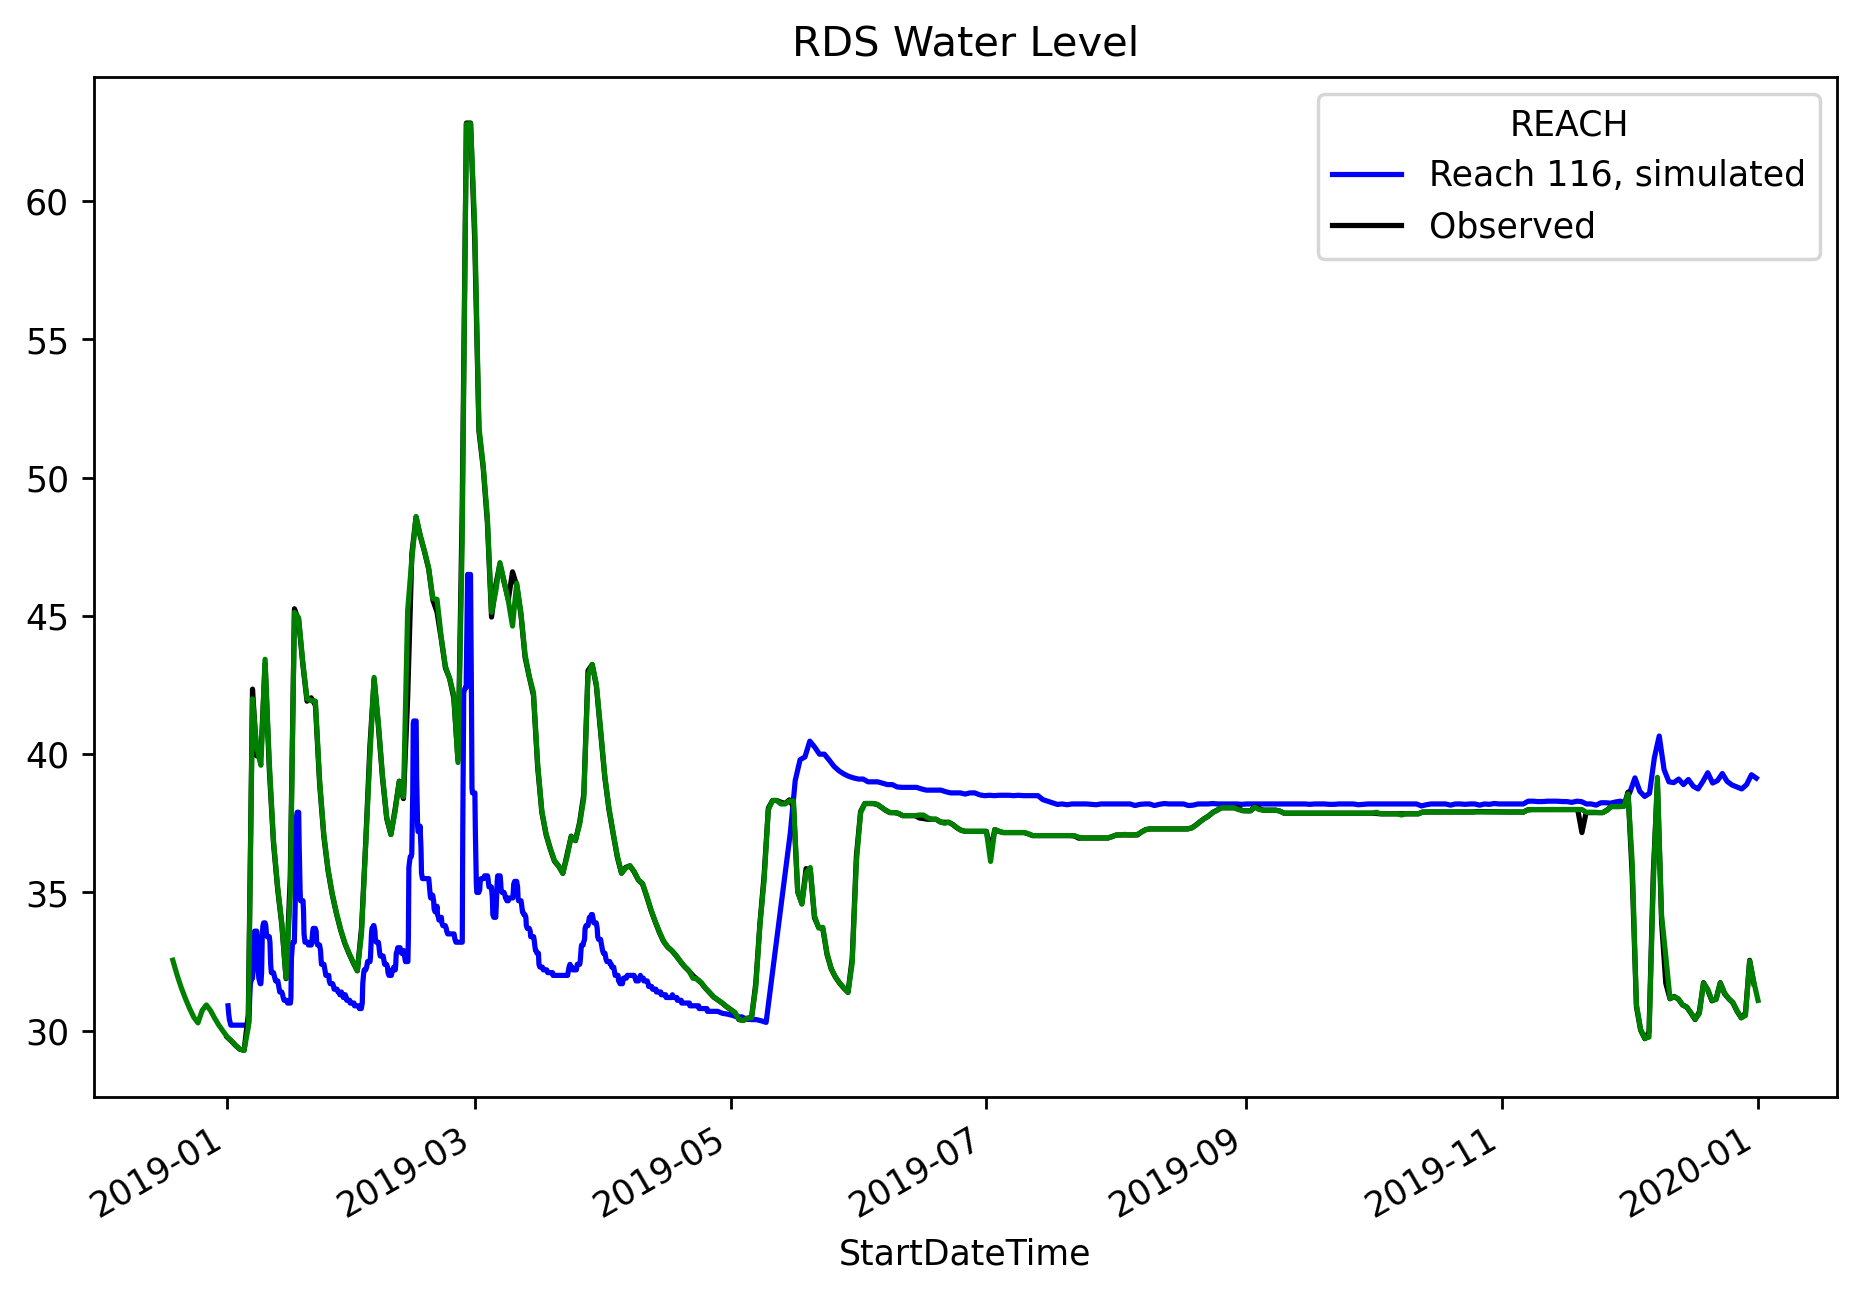 RDS Water Level
REACH
Reach 116, simulated
Observed
60
55
50
45
40
35
30
2019-01
2019-03
2019-05
2019-07
2019-09
2019-11
2020-01
StartDateTime